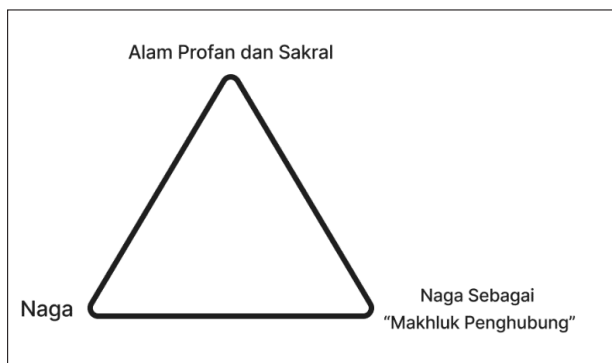 Alam Profan dan Sakral
Naga
Naga Sebagai
“Makhluk Penghubung”